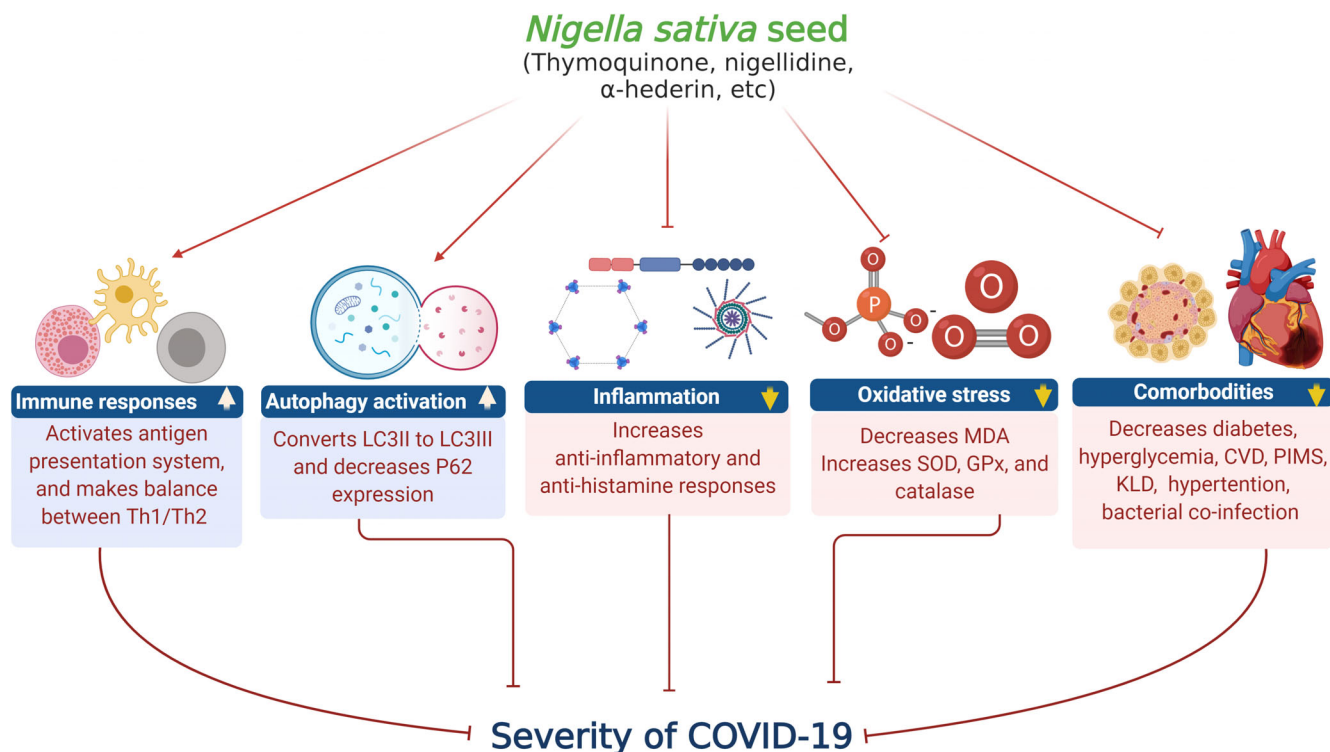 Nigella sativa seed
(Thymoquinone, nigellidine,
α-hederin, etc)
O
P
O
O
O
-
-
O
O
O
Immune responses
Activates antigen
presentation system,
and makes balance
between Th1/Th2
Autophagy activation
Converts LC3II to LC3III
and decreases P62
expression
Inflammation
Increases
anti-inflammatory and
anti-histamine responses
Oxidative stress
Decreases MDA
Increases SOD, GPx, and
catalase
Comorbodities
Decreases diabetes,
hyperglycemia, CVD, PIMS,
KLD, hypertention,
bacterial co-infection
Severity of COVID-19